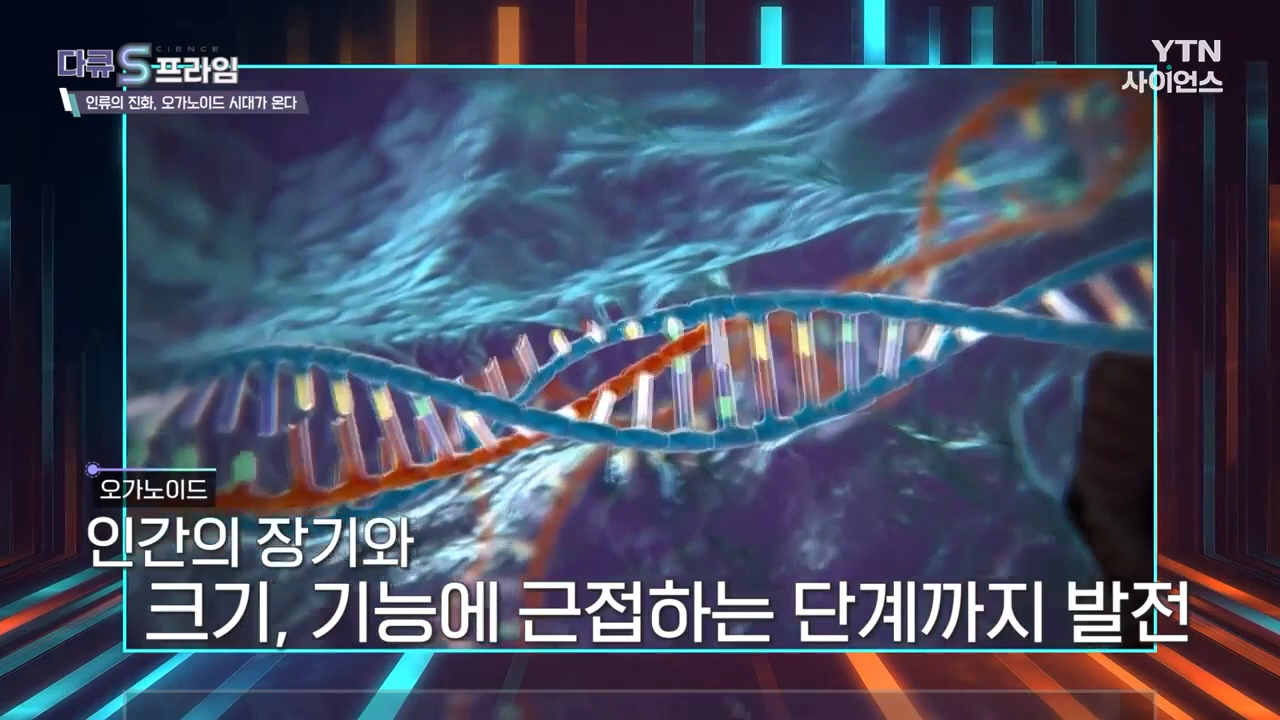 다큐 S 프라임
CIENCE
인류의 진화, 오가노이드 시대가 온다
YTN
사이언스
오가노이드
인간의 장기와
크기, 기능에 근접하는 단계까지 발전